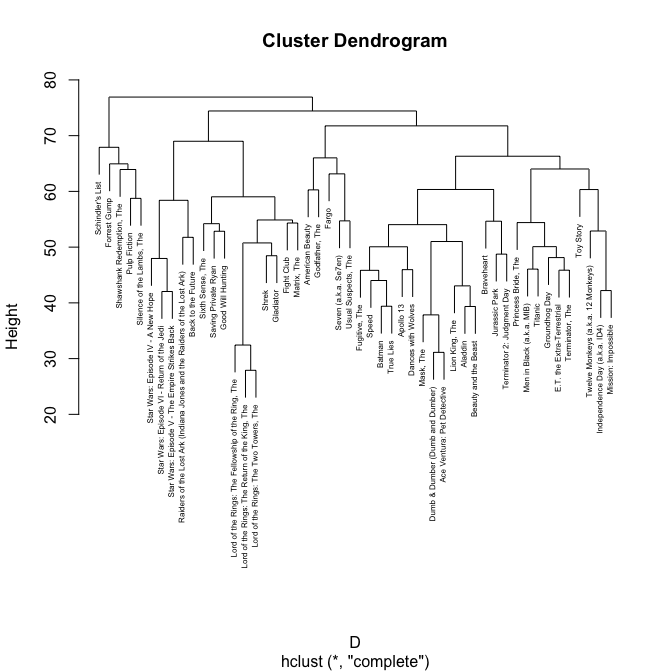 Cluster Dendrogram
Height
80
70
60
50
40
30
20
Schindler's List
Forrest Gump
Shawshank Redemption, The
Pulp Fiction
Silence of the Lambs, The
Star Wars: Episode IV - A New Hope
Star Wars: Episode VI - Return of the Jedi
Star Wars: Episode V - The Empire Strikes Back
Raiders of the Lost Ark (Indiana Jones and the Raiders of the Lost Ark)
Back to the Future
Sixth Sense, The
Saving Private Ryan
Good Will Hunting
Lord of the Rings: The Fellowship of the Ring, The
Lord of the Rings: The Return of the King, The
Lord of the Rings: The Two Towers, The
Shrek
Gladiator
Fight Club
Matrix, The
American Beauty
Godfather, The
Fargo
Seven (a.k.a. Se7en)
Usual Suspects, The
Fugitive, The
Speed
Batman
True Lies
Apollo 13
Dances with Wolves
Mask, The
Dumb & Dumber (Dumb and Dumber)
Ace Ventura: Pet Detective
Lion King, The
Aladdin
Beauty and the Beast
Braveheart
Jurassic Park
Terminator 2: Judgment Day
Princess Bride, The
Men in Black (a.k.a. MIB)
Titanic
Groundhog Day
E.T. the Extra-Terrestrial
Terminator, The
Toy Story
Twelve Monkeys (a.k.a. 12 Monkeys)
Independence Day (a.k.a. ID4)
Mission: Impossible
D
hclust (*, "complete")